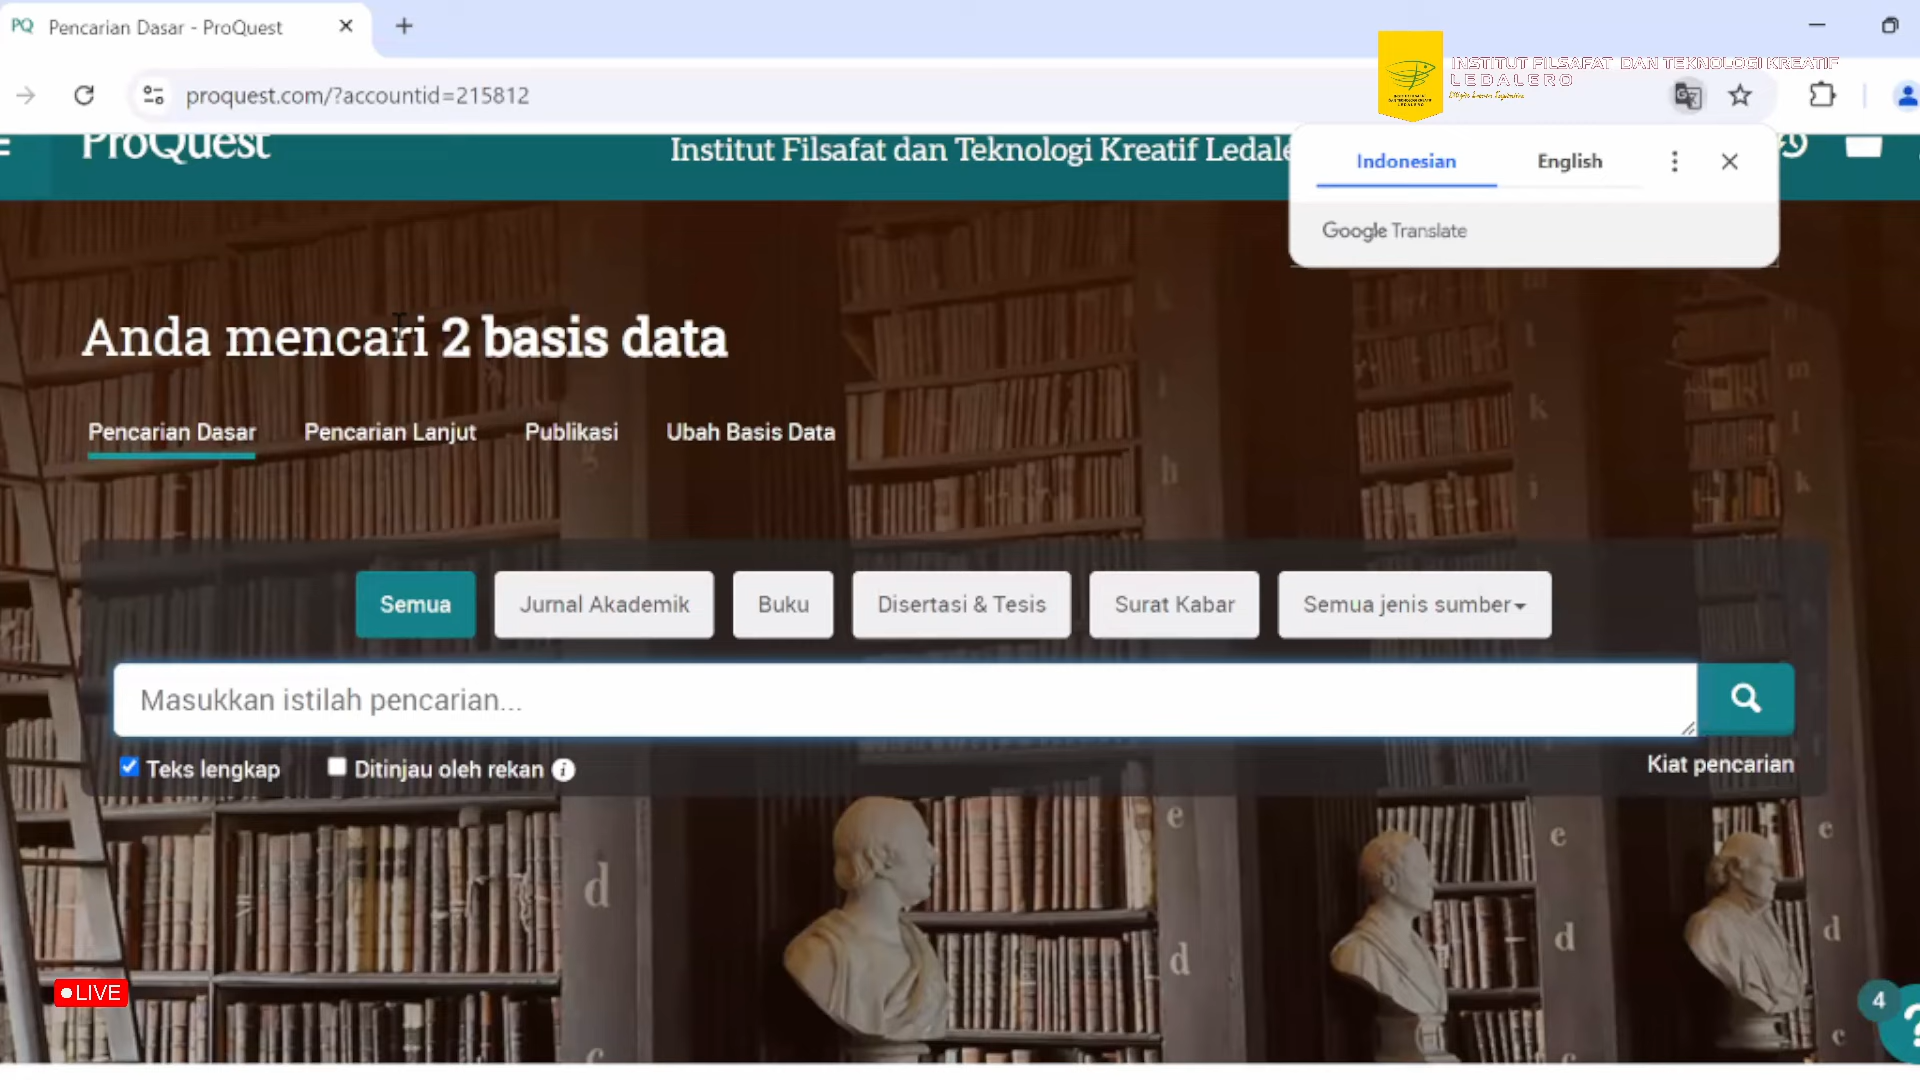 PQ Pencarian Dasar - ProQuest
proquest.com/?accountid=215812
INSTITUT FILSAFAT DAN TEKNOLOGI KREATIF
LEDALERO
ProQuest
Institut Filsafat dan Teknologi Kreatif Ledale
Indonesian English
Google Translate
Anda mencari 2 basis data
Pencarian Dasar Pencarian Lanjut Publikasi Ubah Basis Data
Semua Jurnal Akademik Buku Disertasi & Tesis Surat Kabar Semua jenis sumber
Masukkan istilah pencarian...
Teks lengkap Ditinjau oleh rekan
Kiat pencarian
LIVE
4
?